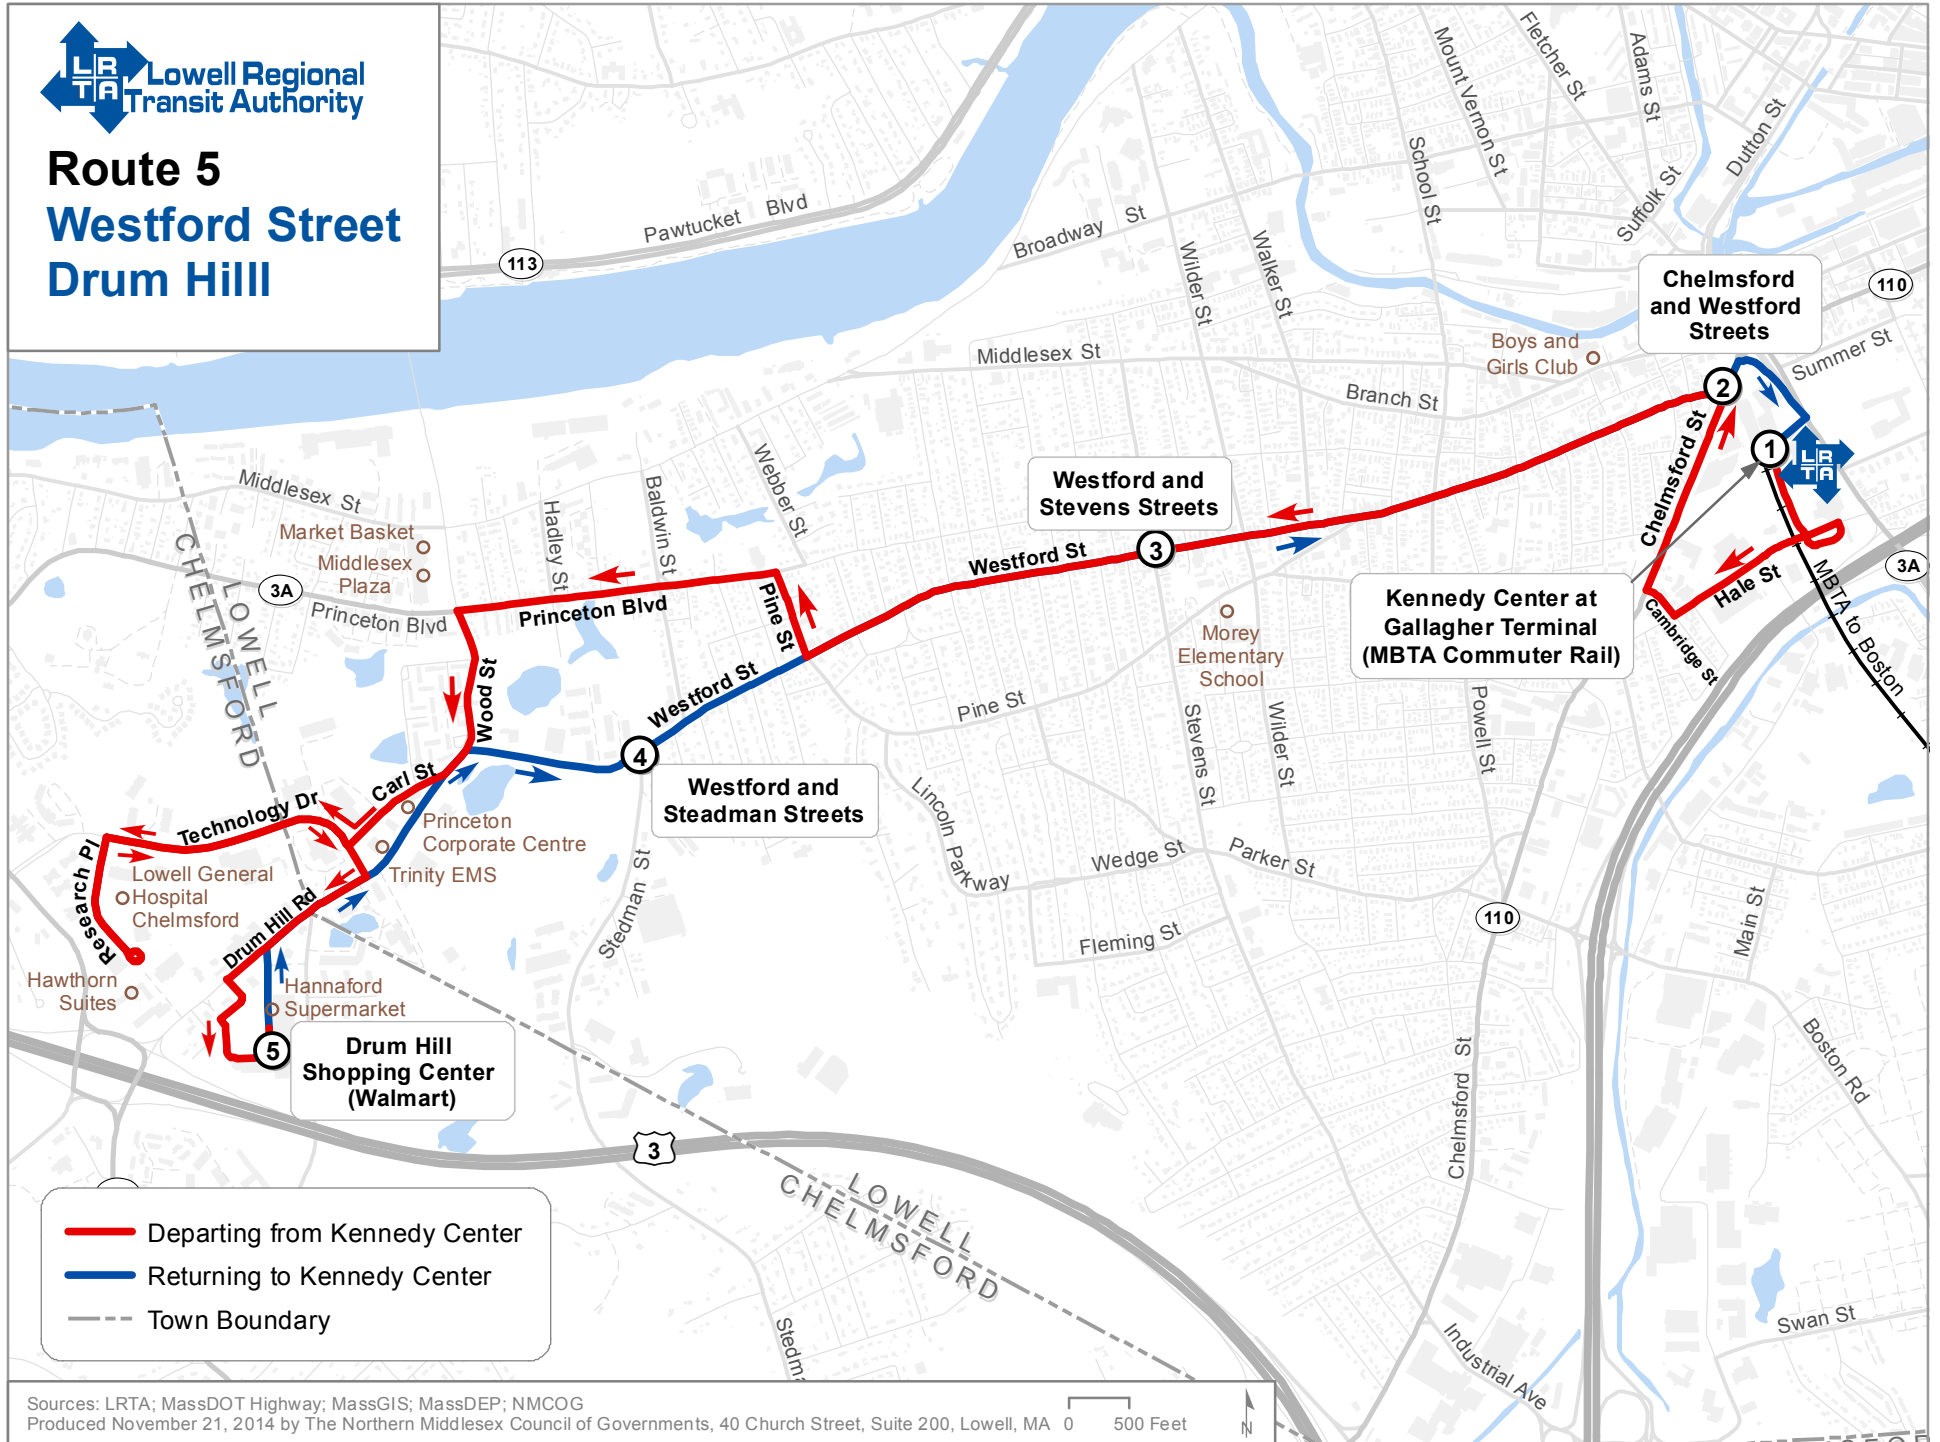 LR
TA
Lowell Regional
Transit Authority
Route 5
Westford Street
Drum Hilll
Pawtucket Blvd
113
Broadway St
Wilder St
Walker St
School St
Mount Vernon St
Fletcher St
Adams St
Suffolk St
Dutton St
110
Summer St
Chelmsford
and Westford
Streets
Boys and
Girls Club
Middlesex St
Branch St
2
1
LR
TA
Chelmsford St
3A
Hale St
Cambridge St
MBTA to Boston
Kennedy Center at
Gallagher Terminal
(MBTA Commuter Rail)
Westford and
Stevens Streets
3
Westford St
Morey
Elementary
School
Middlesex St
Market Basket
Middlesex
Plaza
3A
Princeton Blvd
Hadley St
Baldwin St
Webber St
Princeton Blvd
Pine St
Wood St
Westford St
4
Westford and
Steadman Streets
Pine St
Stevens St
Wilder St
Powell St
Lincoln Parkway
Wedge St
Parker St
Fleming St
110
Main St
Boston Rd
Chelmsford St
Stedman St
CHELMSFORD
LOWELL
Carl St
Technology Dr
Princeton
Corporate Centre
Trinity EMS
Research Pl
Lowell General
Hospital
Chelmsford
Drum Hill Rd
Hawthorn
Suites
Hannaford
Supermarket
5
Drum Hill
Shopping Center
(Walmart)
3
LOWELL
CHELMSFORD
Stedma
Industrial Ave
Swan St
Departing from Kennedy Center
Returning to Kennedy Center
Town Boundary
Sources: LRTA; MassDOT Highway; MassGIS; MassDEP; NMCOG
Produced November 21, 2014 by The Northern Middlesex Council of Governments, 40 Church Street, Suite 200, Lowell, MA
0 500 Feet
N